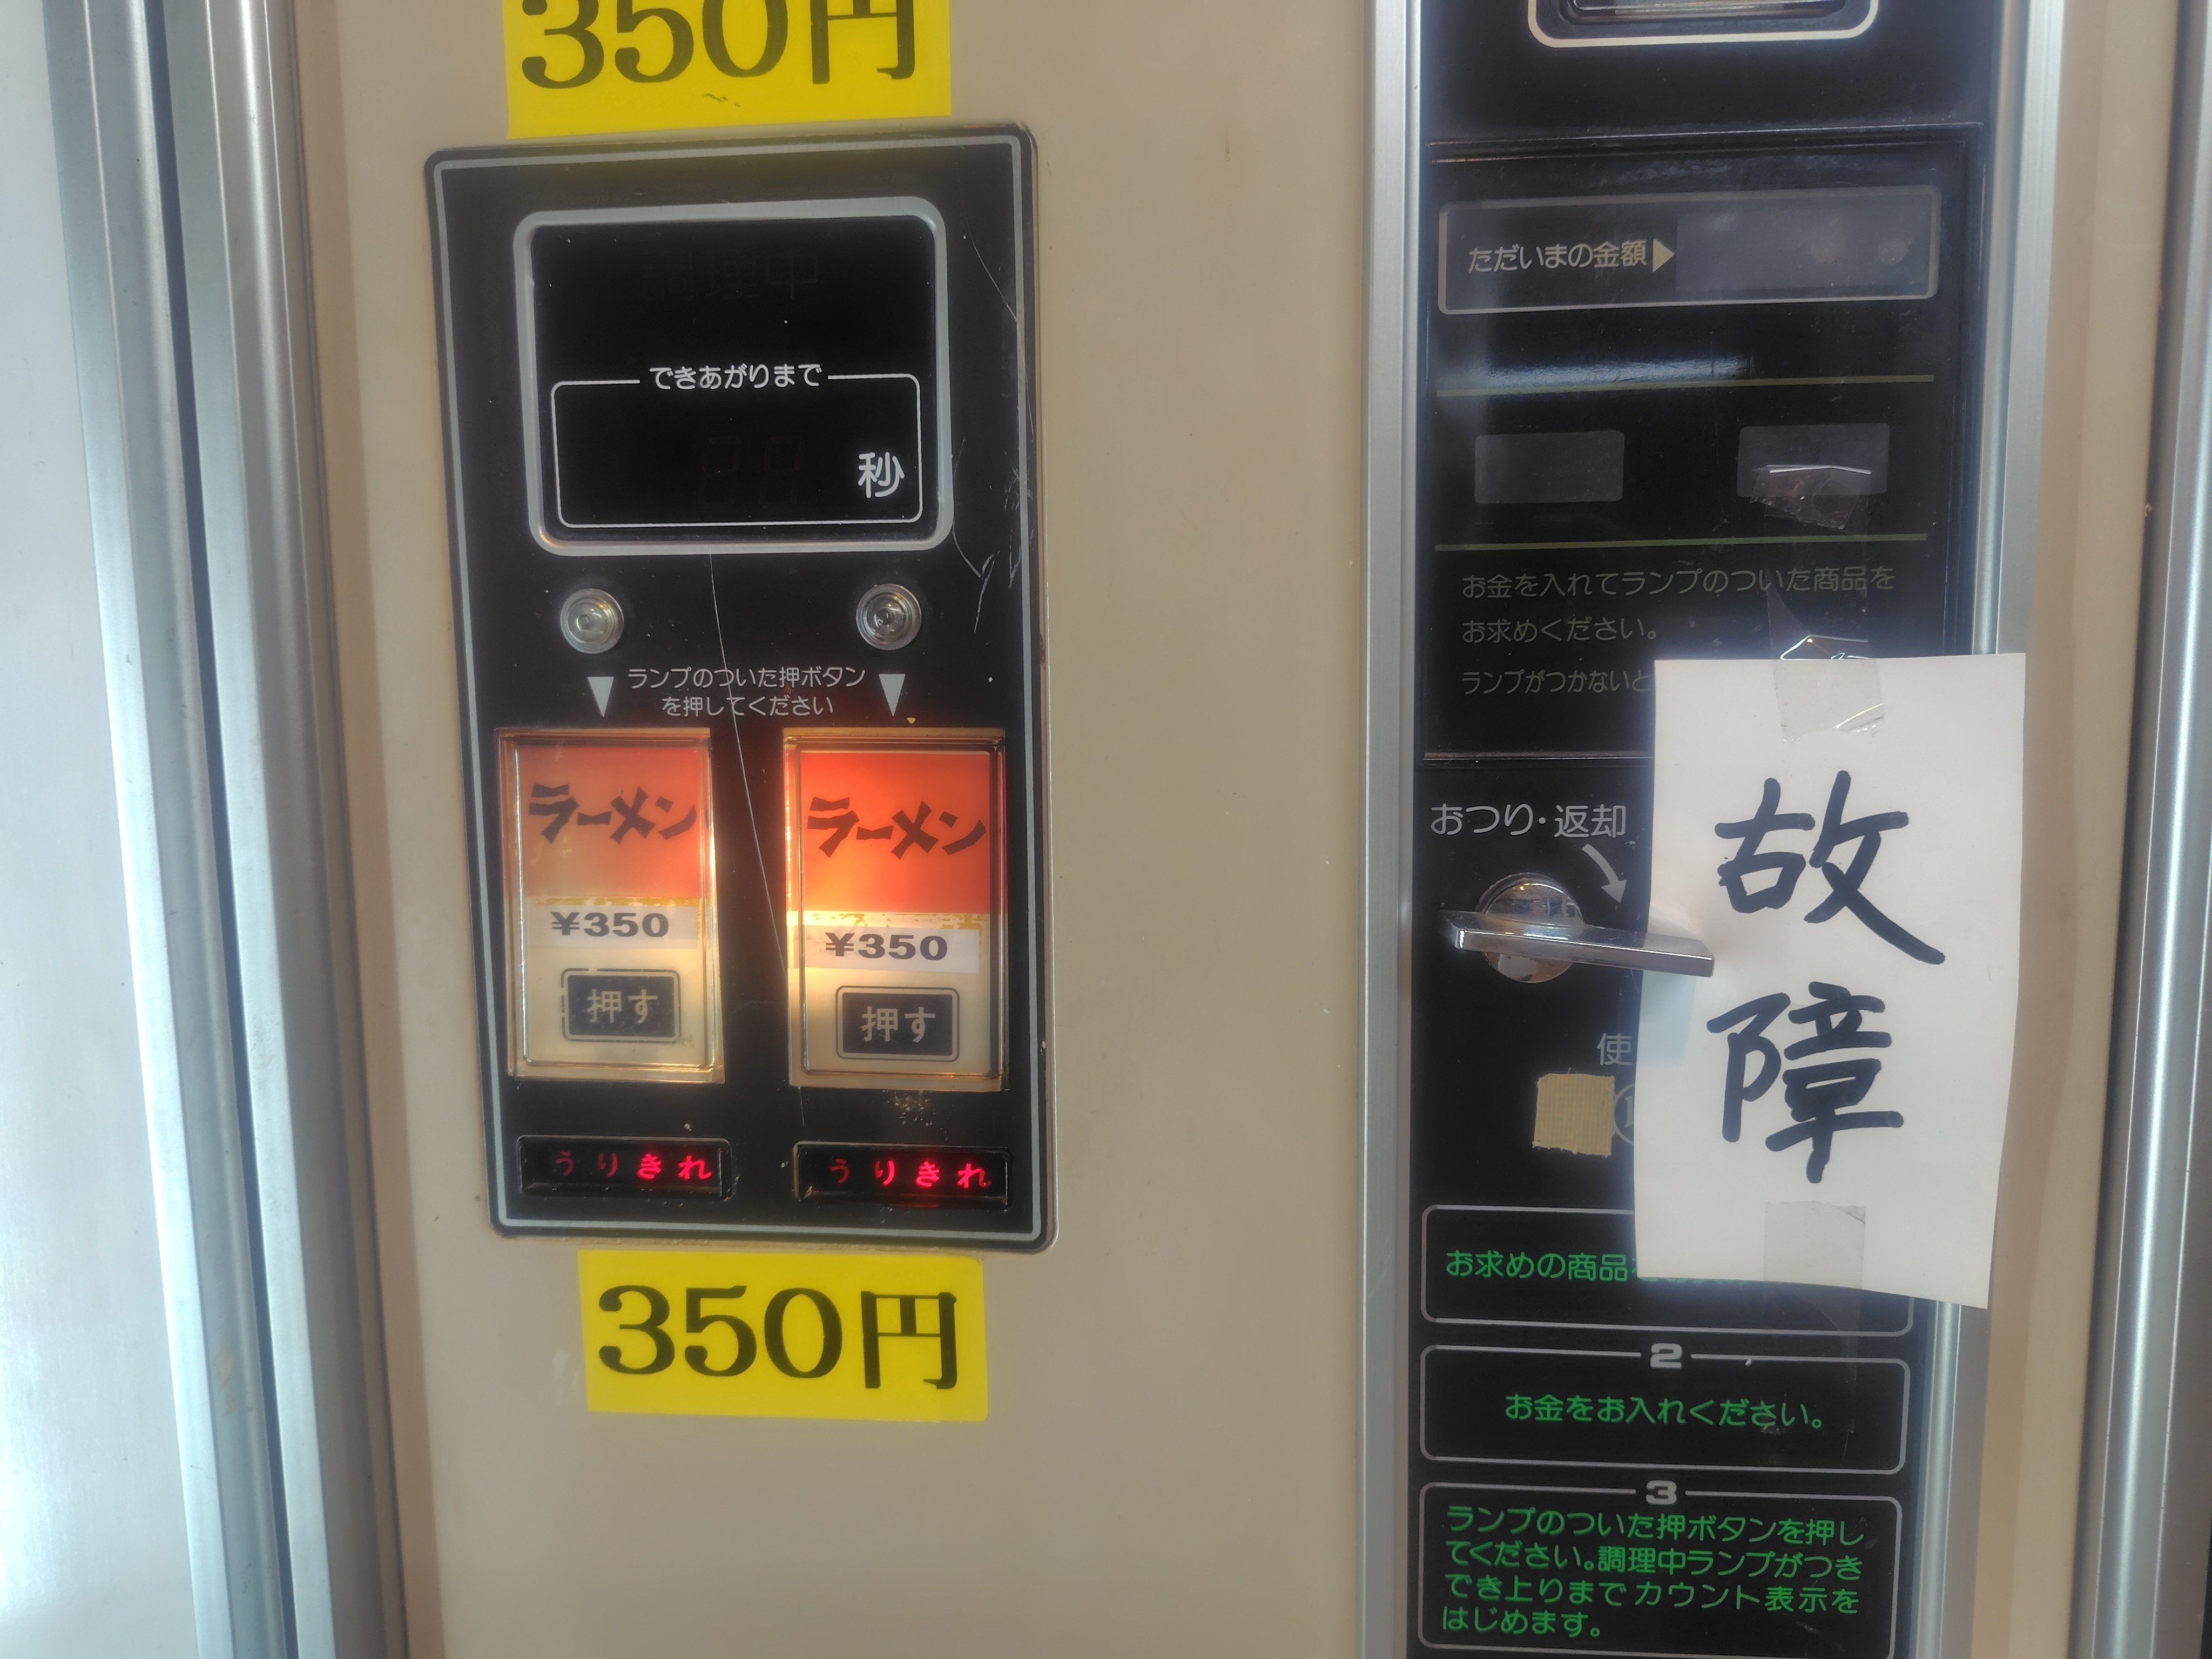 350円
調理中
できあがりまで
秒
ランプのついた押ボタン
を押してください
ラーメン
¥350
押す
うりきれ
ラーメン
¥350
押す
うりきれ
350円
ただいまの金額▶
お金を入れてランプのついた商品を
お求めください。
ランプがつかないと
おつり・返却
使
故障
お求めの商品
2
お金をお入れください。
3
ランプのついた押ボタンを押し
てください。調理中ランプがつき
でき上りまでカウント表示を
はじめます。